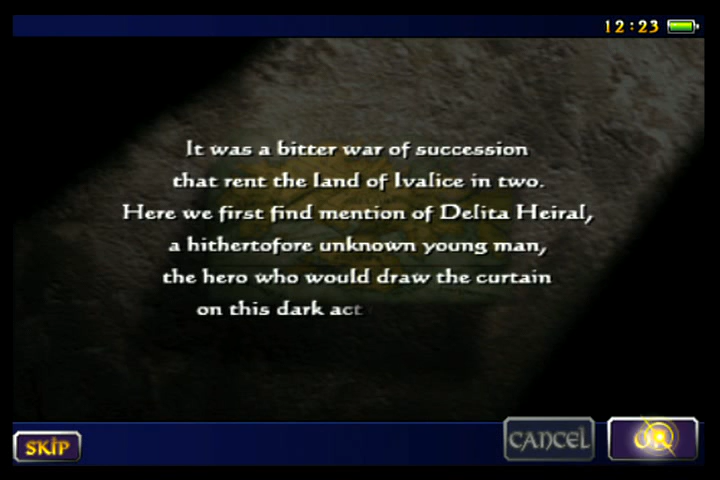 12:23
It was a bitter war of succession
that rent the land of Ivalice in two.
Here we first find mention of Delita Heiral,
a hithertofore unknown young man,
the hero who would draw the curtain
on this dark act
SKIP
CANCEL
OK